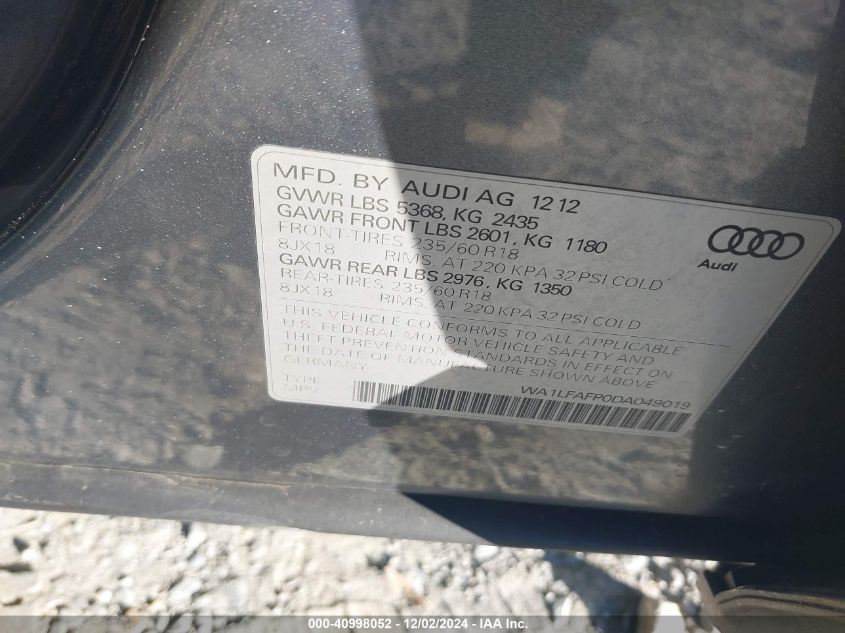 MFD. BY AUDI AG 12 12
GVWR LBS 5368, KG 2435
GAWR FRONT LBS 2601, KG 1180
FRONT-TIRES 235/60 R18
8JX18 RIMS, AT 220 KPA 32 PSI COLD
GAWR REAR LBS 2976, KG 1350
REAR-TIRES 235/60 R18
8JX18 RIMS, AT 220 KPA 32 PSI COLD
THIS VEHICLE CONFORMS TO ALL APPLICABLE
U.S. FEDERAL MOTOR VEHICLE SAFETY AND
THEFT PREVENTION STANDARDS IN EFFECT ON
THE DATE OF MANUFACTURE SHOWN ABOVE
GERMANY
TYPE
MPV
WA1LFAFP0DA049019
Audi
000-40998052 - 12/02/2024 - IAA Inc.